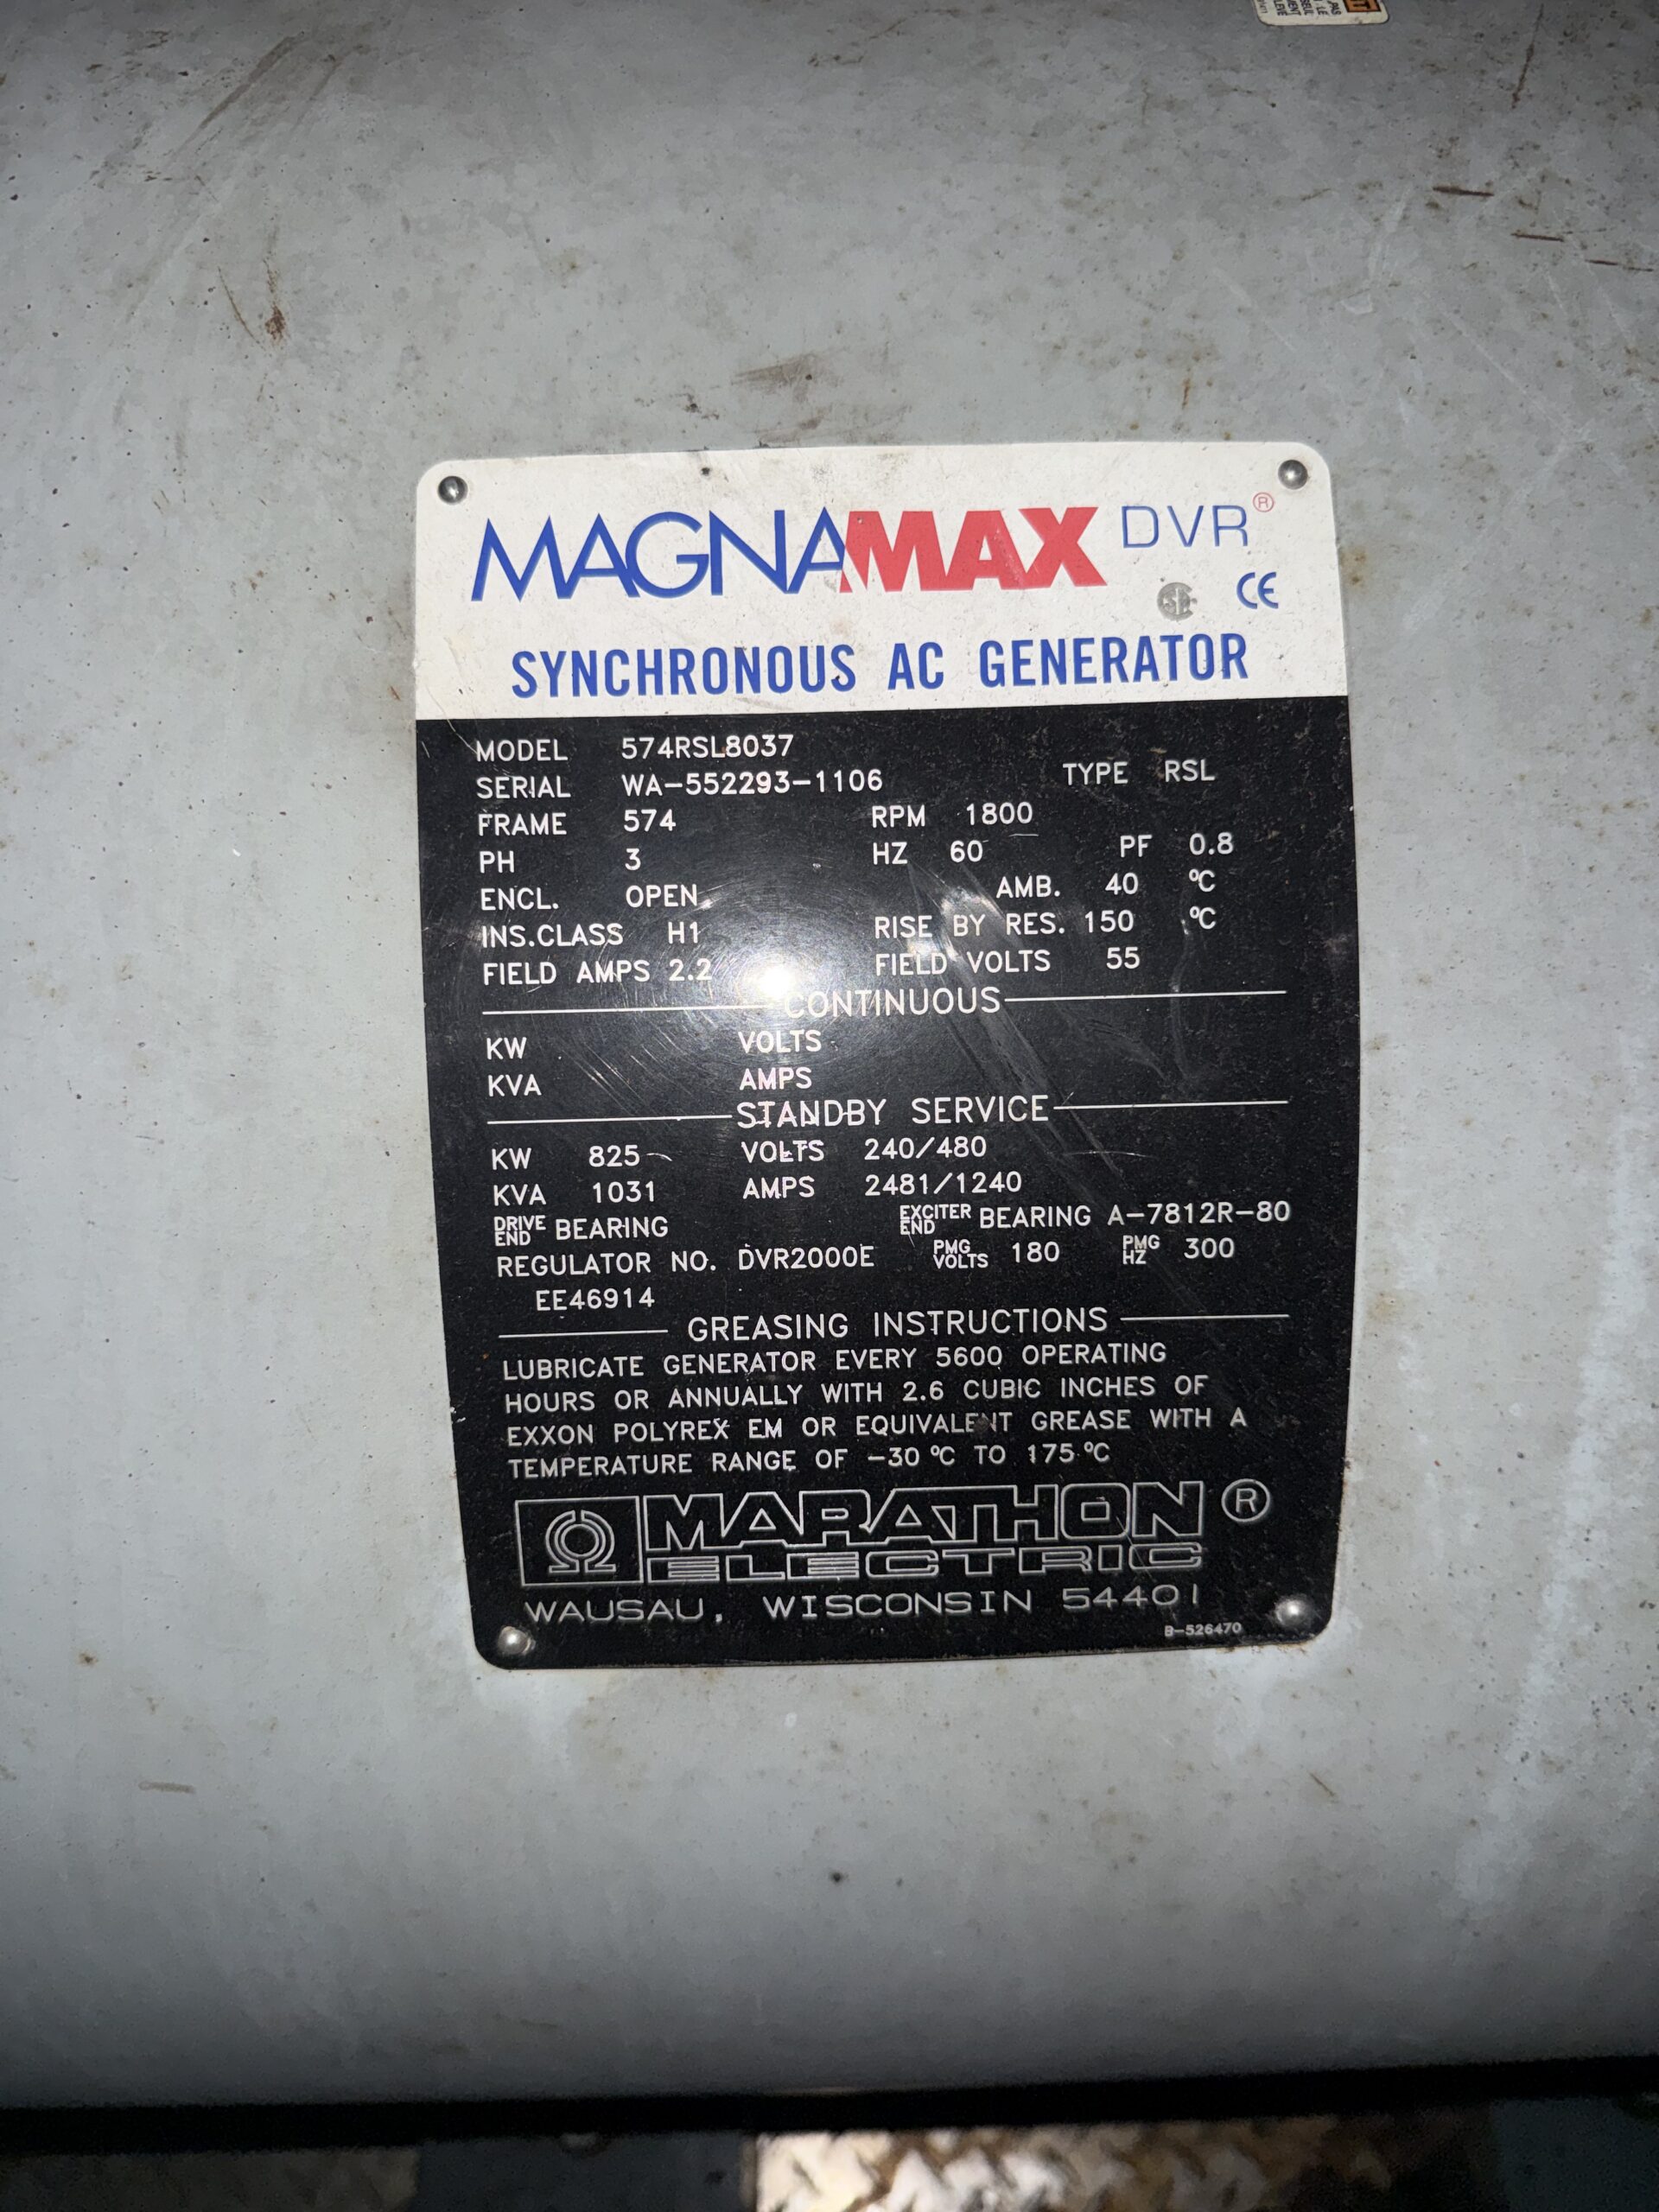 MAGNAMAX DVR®
CE
SYNCHRONOUS AC GENERATOR
MODEL 574RSL8037
SERIAL WA-552293-1106 TYPE RSL
FRAME 574 RPM 1800
PH 3 HZ 60 PF 0.8
ENCL. OPEN AMB. 40 °C
INS.CLASS H1 RISE BY RES. 150 °C
FIELD AMPS 2.2 FIELD VOLTS 55
CONTINUOUS
KW VOLTS
KVA AMPS
STANDBY SERVICE
KW 825 VOLTS 240/480
KVA 1031 AMPS 2481/1240
DRIVE END BEARING EXCITER END BEARING A-7812R-80
REGULATOR NO. DVR2000E PMG VOLTS 180 PMG HZ 300
EE46914
GREASING INSTRUCTIONS
LUBRICATE GENERATOR EVERY 5600 OPERATING
HOURS OR ANNUALLY WITH 2.6 CUBIC INCHES OF
EXXON POLYREX EM OR EQUIVALENT GREASE WITH A
TEMPERATURE RANGE OF -30 °C TO 175 °C
MARATHON ®
ELECTRIC
WAUSAU, WISCONSIN 54401
B-526470